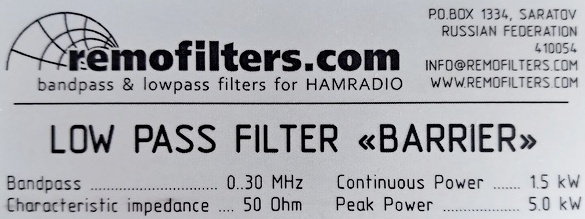 remofilters.com
bandpass & lowpass filters for HAMRADIO
P.O.BOX 1334, SARATOV
RUSSIAN FEDERATION
410054
INFO@REMOFILTERS.COM
WWW.REMOFILTERS.COM
LOW PASS FILTER «BARRIER»
Bandpass .............................. 0..30 MHz
Characteristic impedance .... 50 Ohm
Continuous Power ...... 1.5 kW
Peak Power .................. 5.0 kW